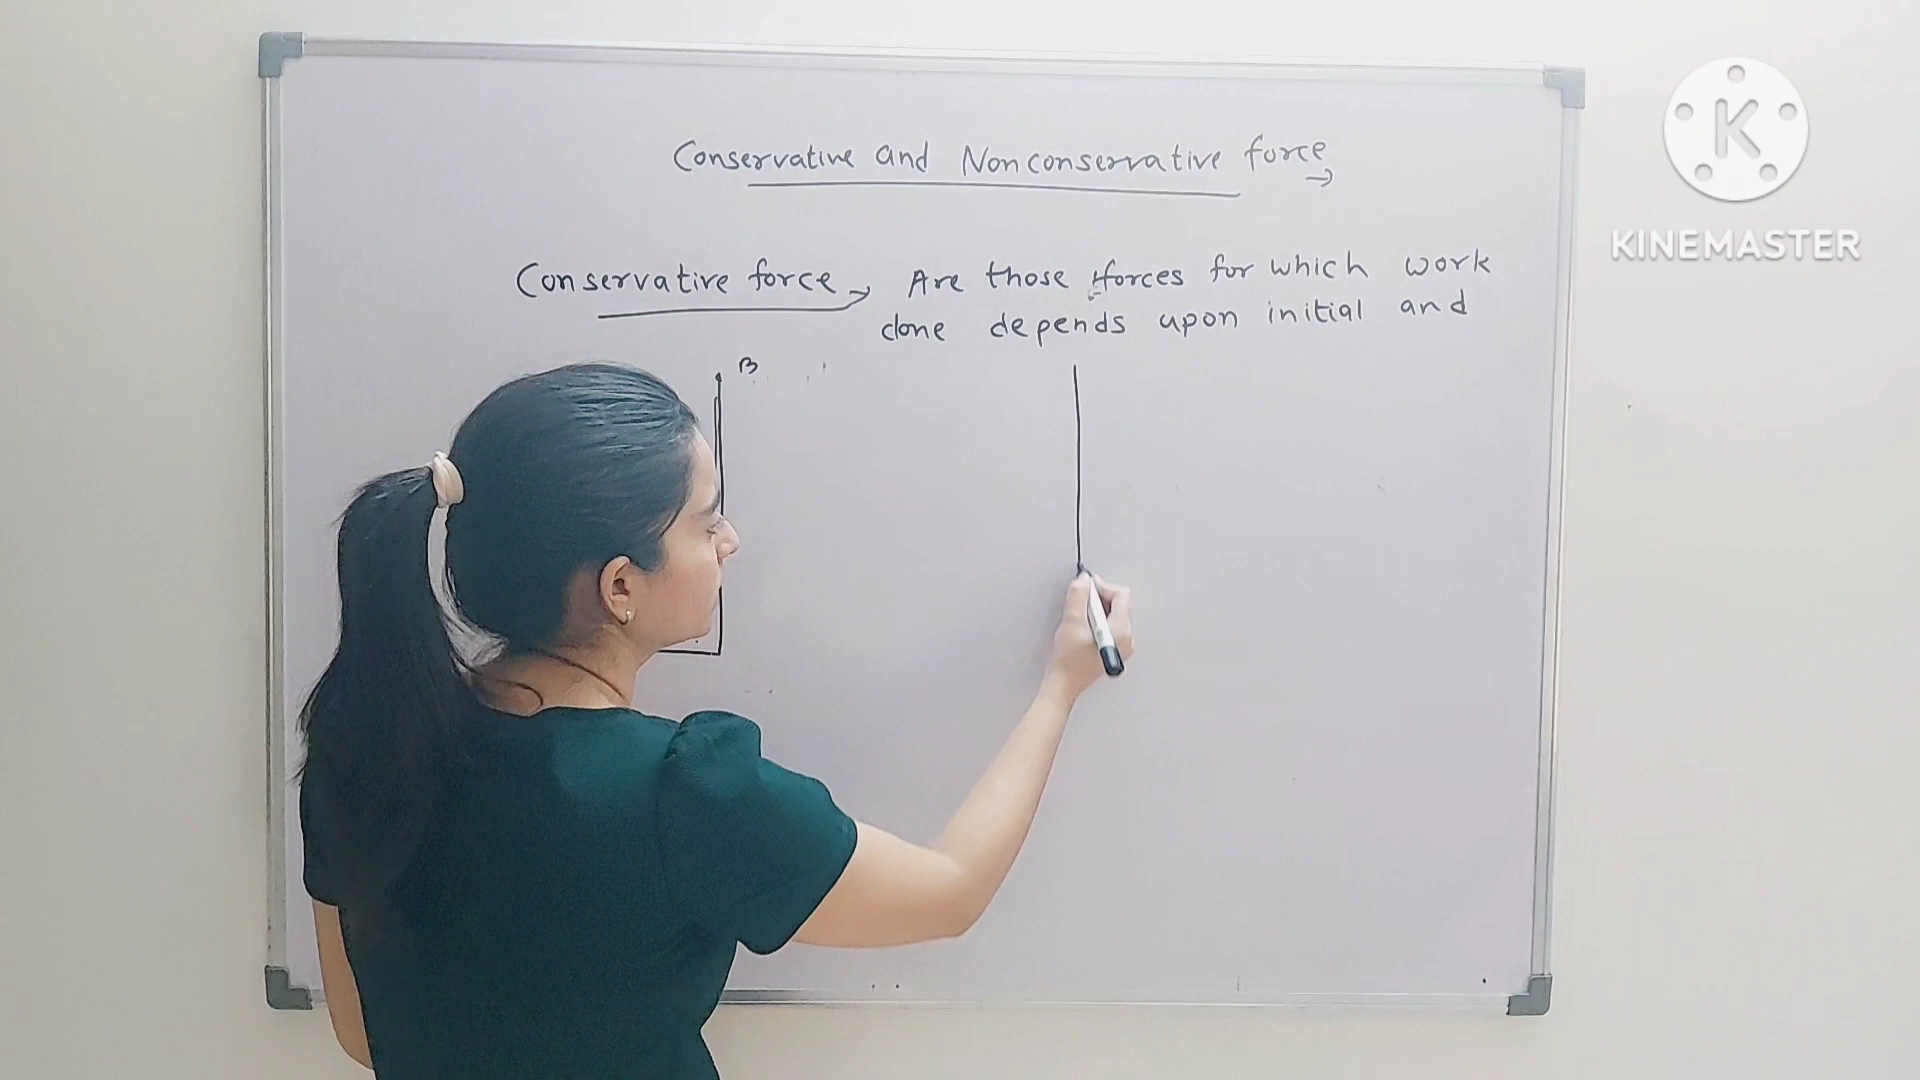 Conservative and Nonconservative force
Conservative force → Are those forces for which work
done depends upon initial and
B
K
KINEMASTER